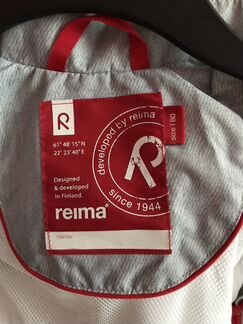 R
61° 48' 15"N
22° 23' 40"E
Designed
& developed
in Finland.
reima®
developed by reima
R
since 1944
size | 80